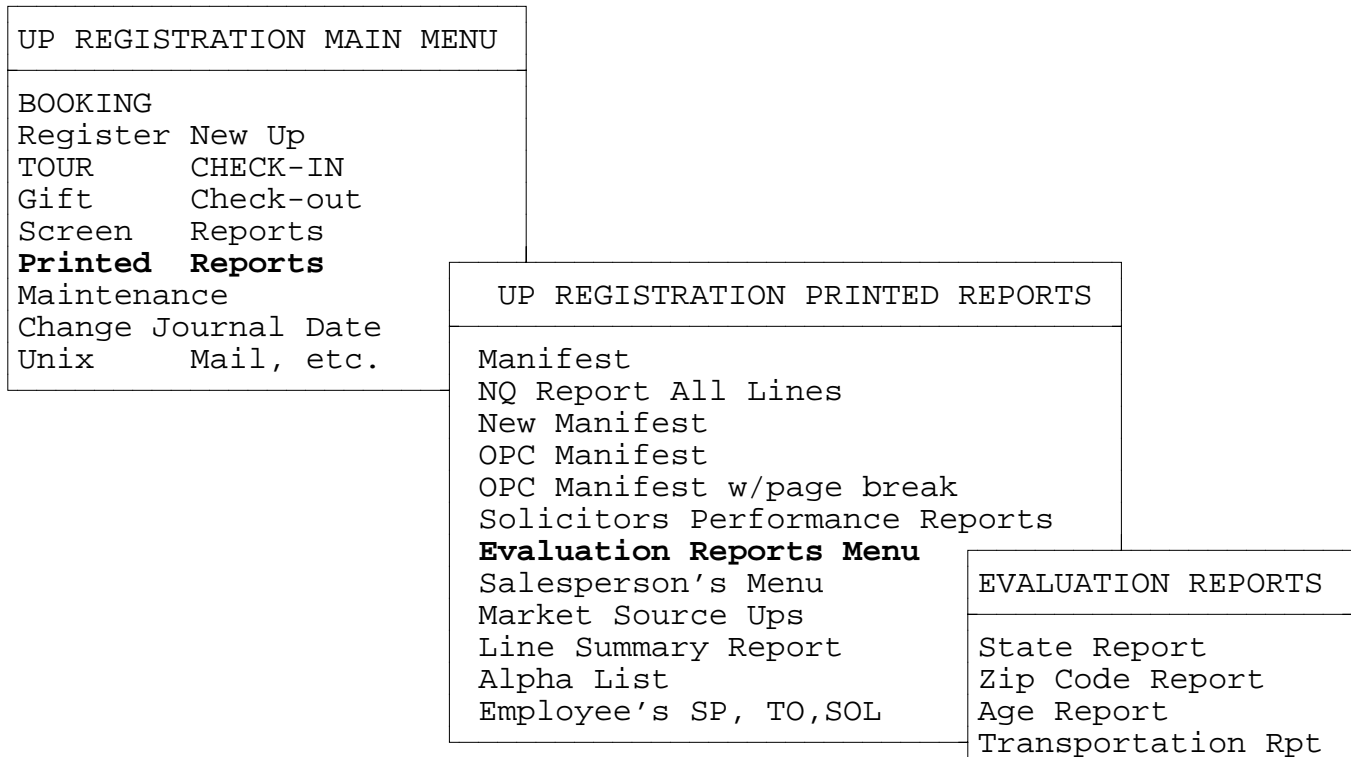 UP REGISTRATION MAIN MENU
BOOKING
Register New Up
TOUR CHECK-IN
Gift Check-out
Screen Reports
Printed Reports
Maintenance
Change Journal Date
Unix Mail, etc.
UP REGISTRATION PRINTED REPORTS
Manifest
NQ Report All Lines
New Manifest
OPC Manifest
OPC Manifest w/page break
Solicitors Performance Reports
Evaluation Reports Menu
Salesperson’s Menu
Market Source Ups
Line Summary Report
Alpha List
Employee’s SP, TO,SOL
EVALUATION REPORTS
State Report
Zip Code Report
Age Report
Transportation Rpt